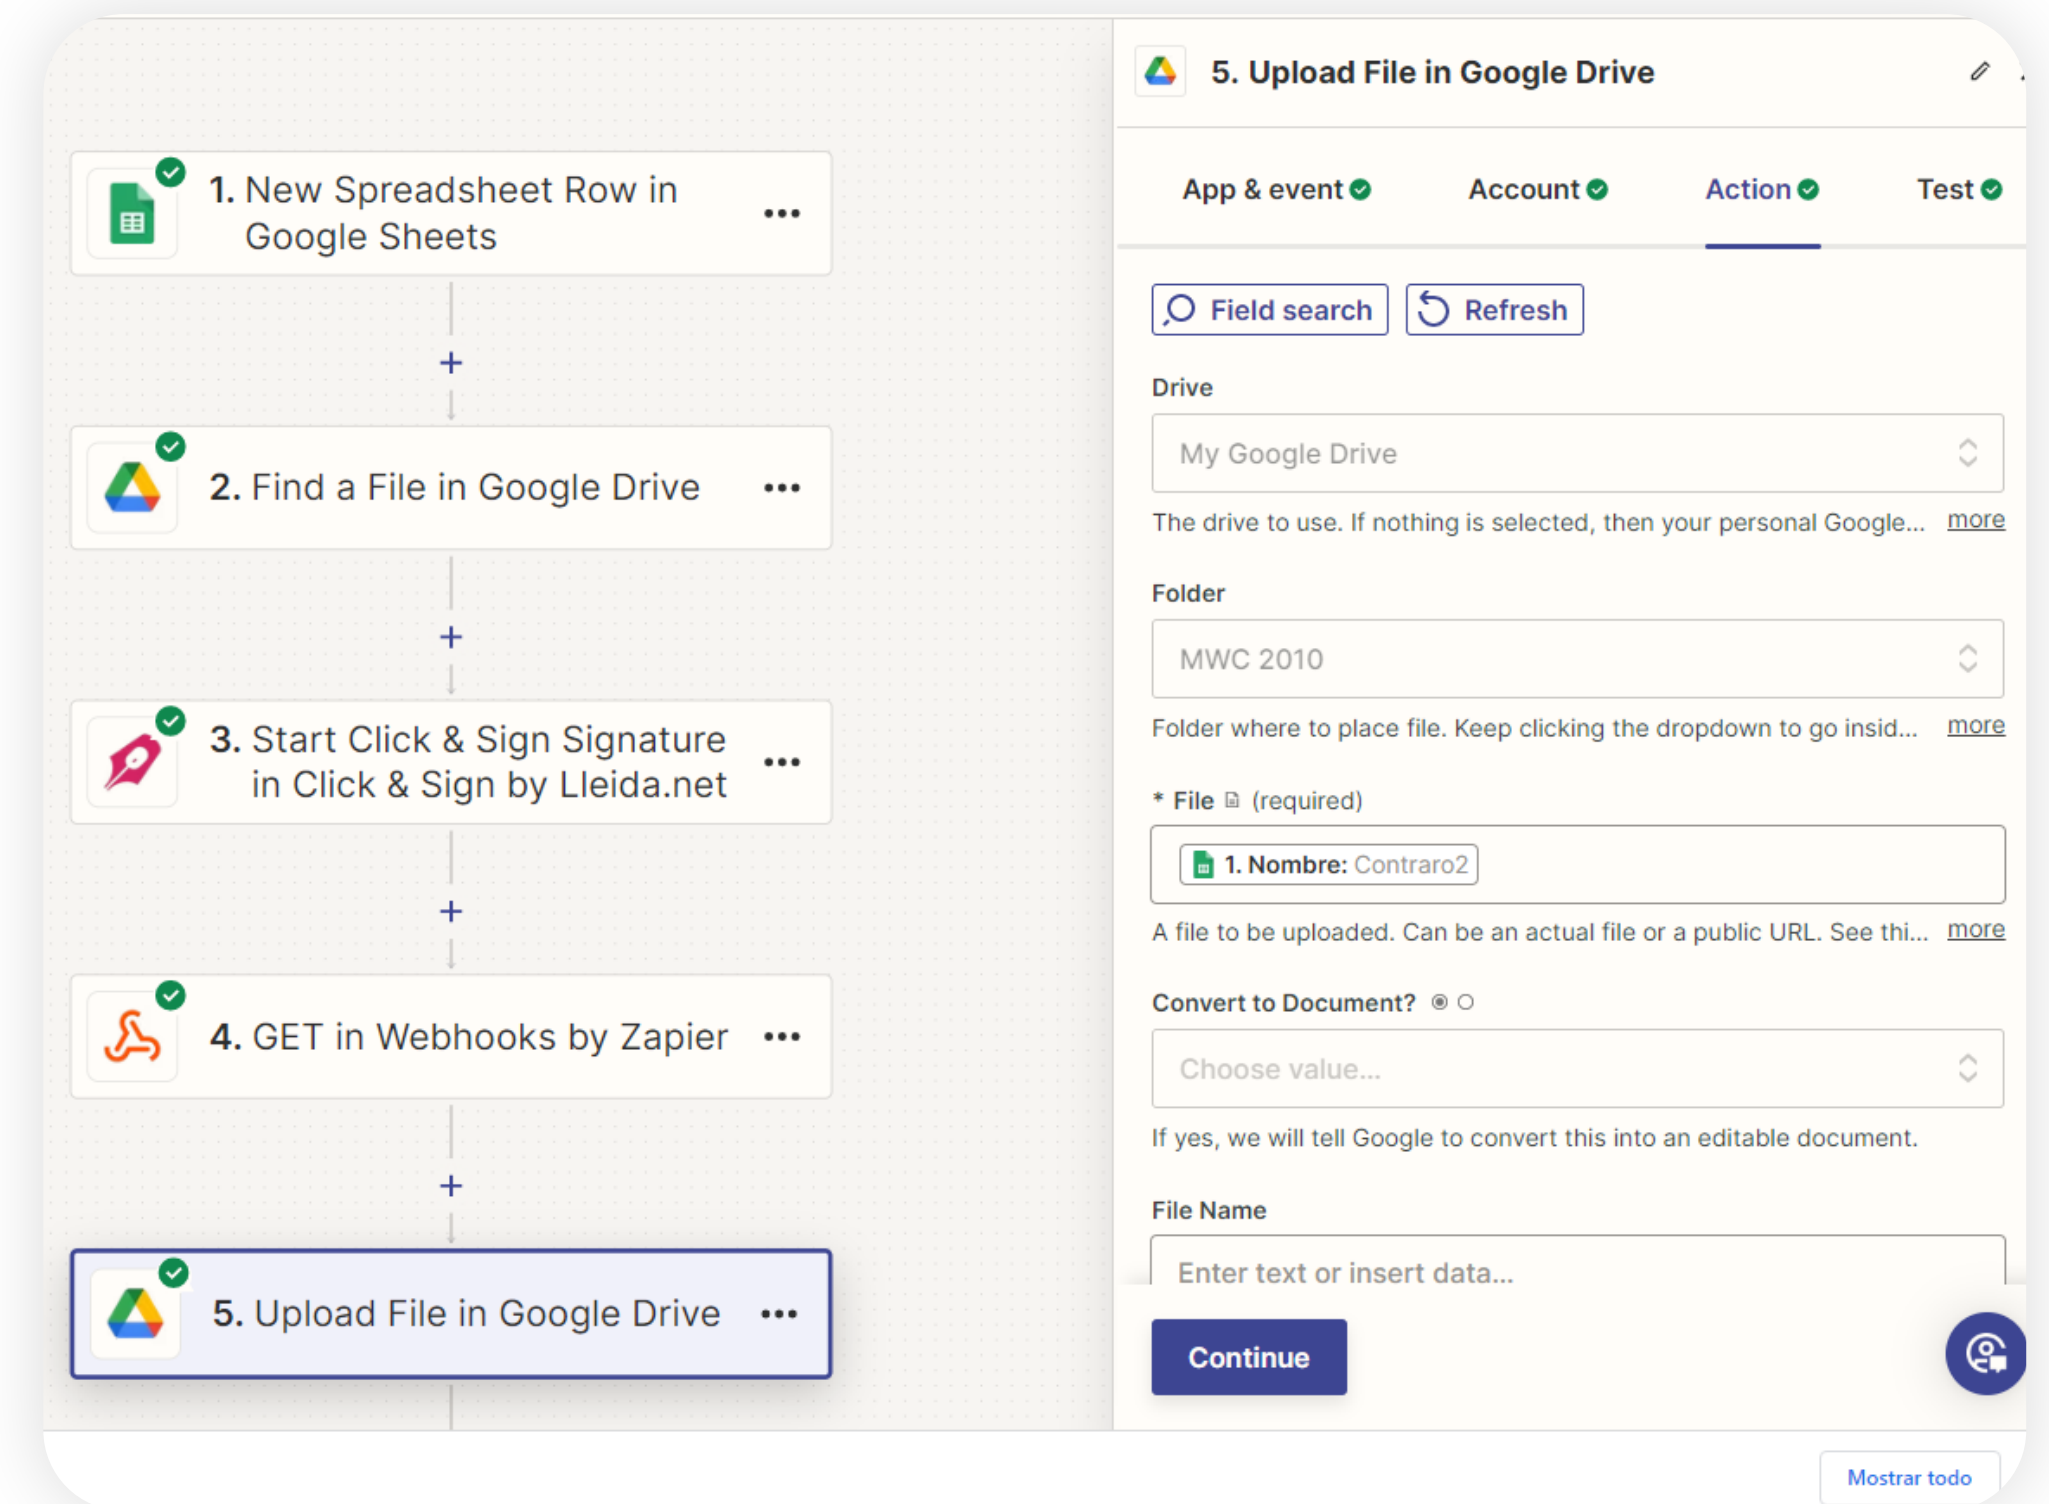 1. New Spreadsheet Row in
Google Sheets
2. Find a File in Google Drive
3. Start Click & Sign Signature
in Click & Sign by Lleida.net
4. GET in Webhooks by Zapier
5. Upload File in Google Drive
5. Upload File in Google Drive
App & event
Account
Action
Test
Field search
Refresh
Drive
My Google Drive
The drive to use. If nothing is selected, then your personal Google... more
Folder
MWC 2010
Folder where to place file. Keep clicking the dropdown to go insid... more
* File (required)
1. Nombre: Contraro2
A file to be uploaded. Can be an actual file or a public URL. See thi... more
Convert to Document?
Choose value...
If yes, we will tell Google to convert this into an editable document.
File Name
Enter text or insert data...
Continue
Mostrar todo